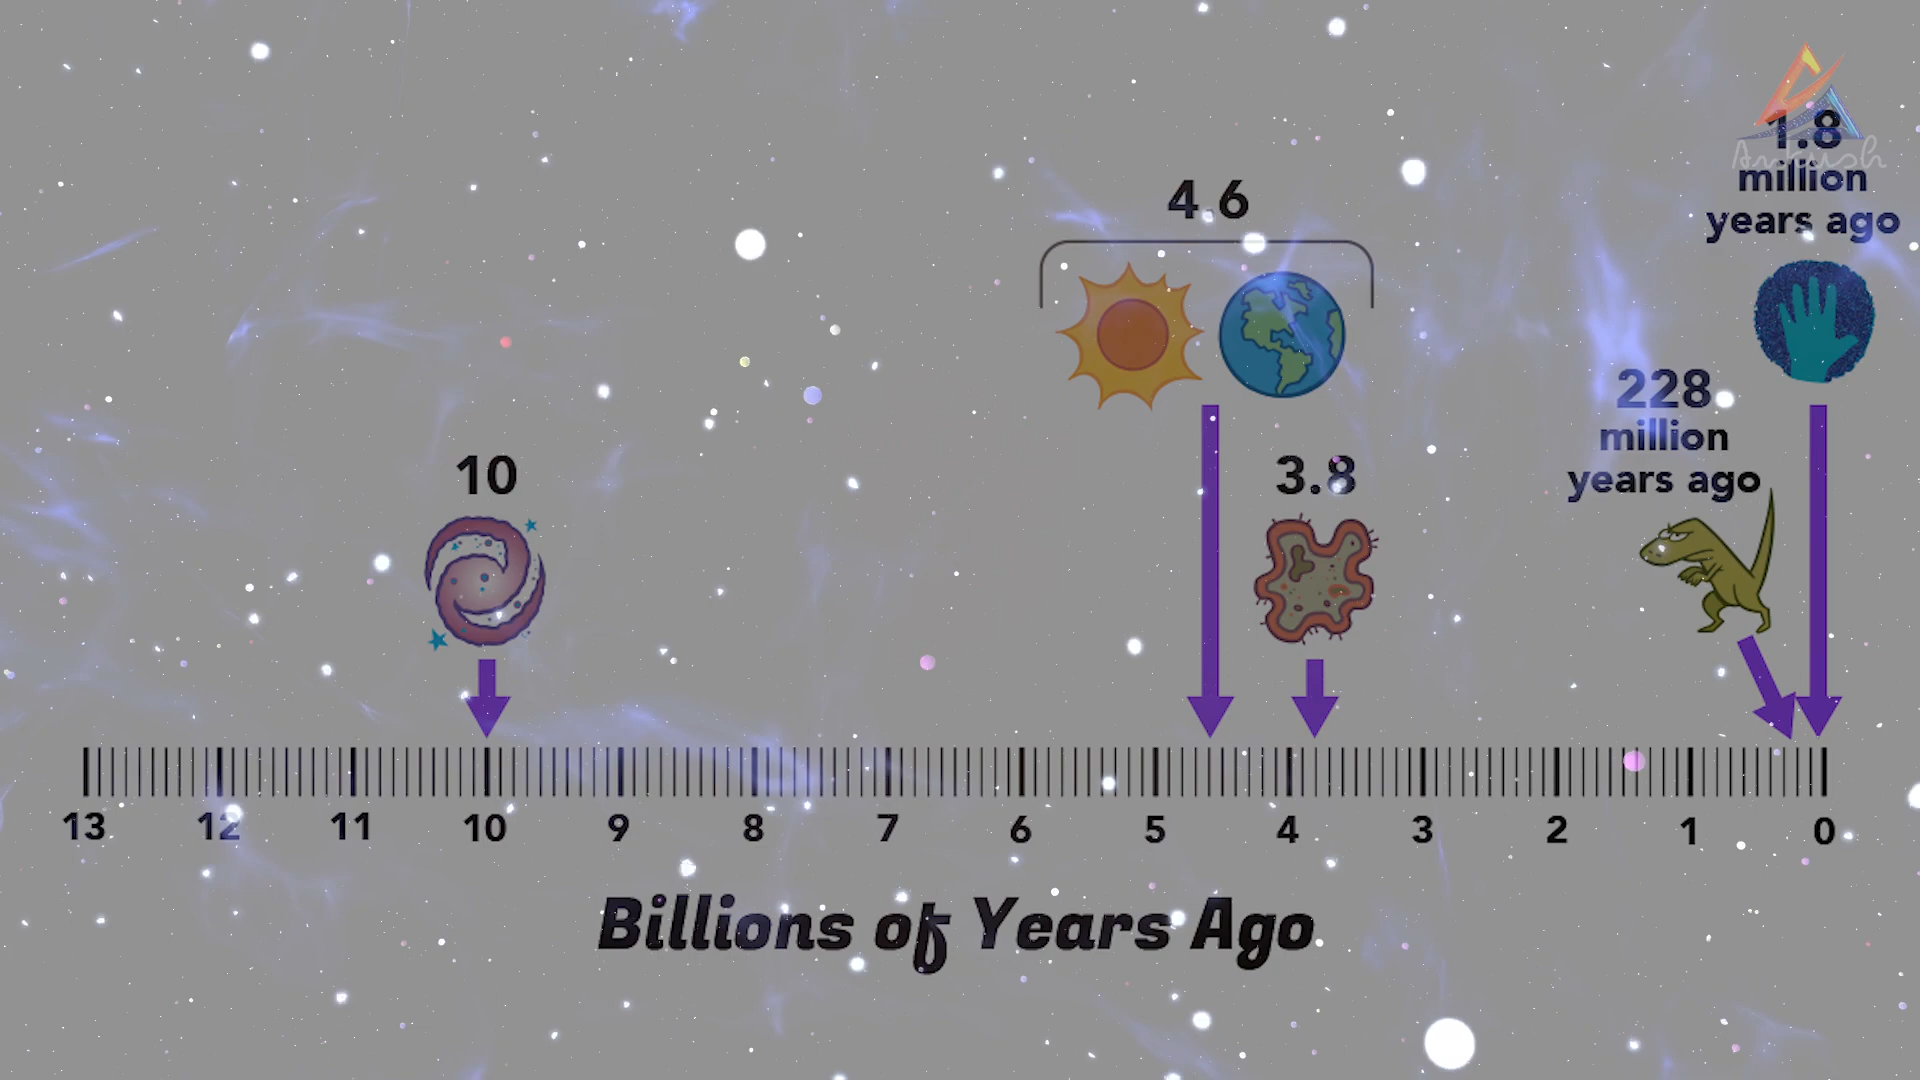 1.8
million
years ago
Ankush
4.6
228
million
years ago
10
3.8
13 12 11 10 9 8 7 6 5 4 3 2 1 0
Billions of Years Ago